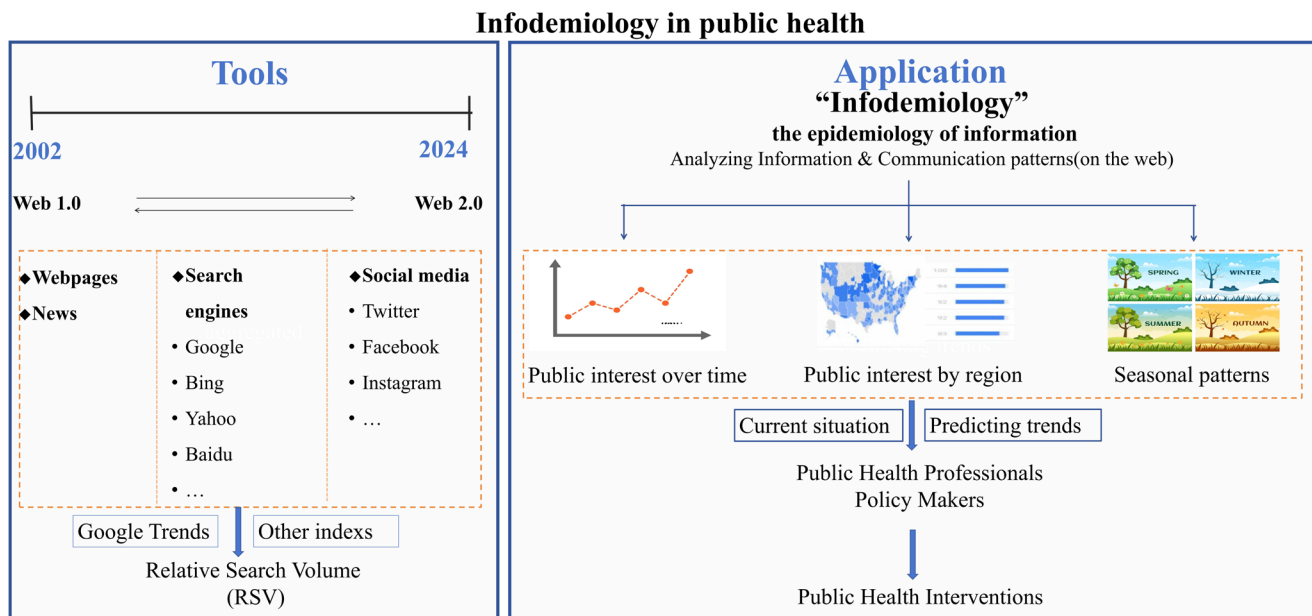 Infodemiology in public health
Tools
2002
2024
Web 1.0
Web 2.0
◆Webpages
◆News
◆Search
engines
• Google
• Bing
• Yahoo
• Baidu
• …
◆Social media
• Twitter
• Facebook
• Instagram
• …
Google Trends
Other indexs
Relative Search Volume
(RSV)
Application
“Infodemiology”
the epidemiology of information
Analyzing Information & Communication patterns(on the web)
Public interest over time
Public interest by region
SPRING
WINTER
SUMMER
AUTUMN
Seasonal patterns
Current situation
Predicting trends
Public Health Professionals
Policy Makers
Public Health Interventions